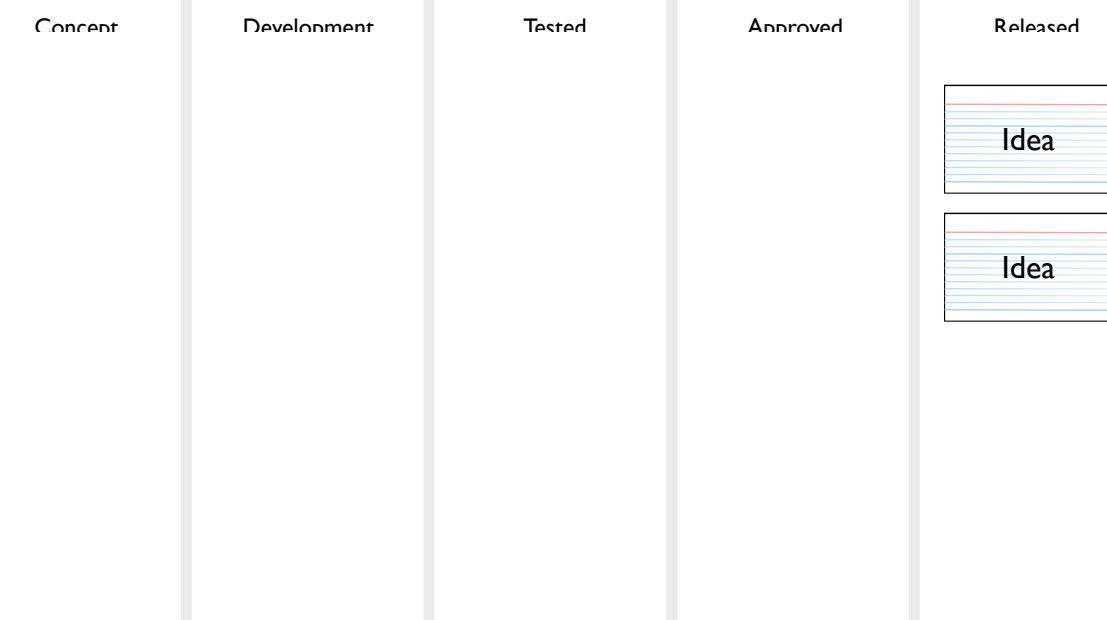 Concept
Development
Tested
Approved
Released
Idea
Idea